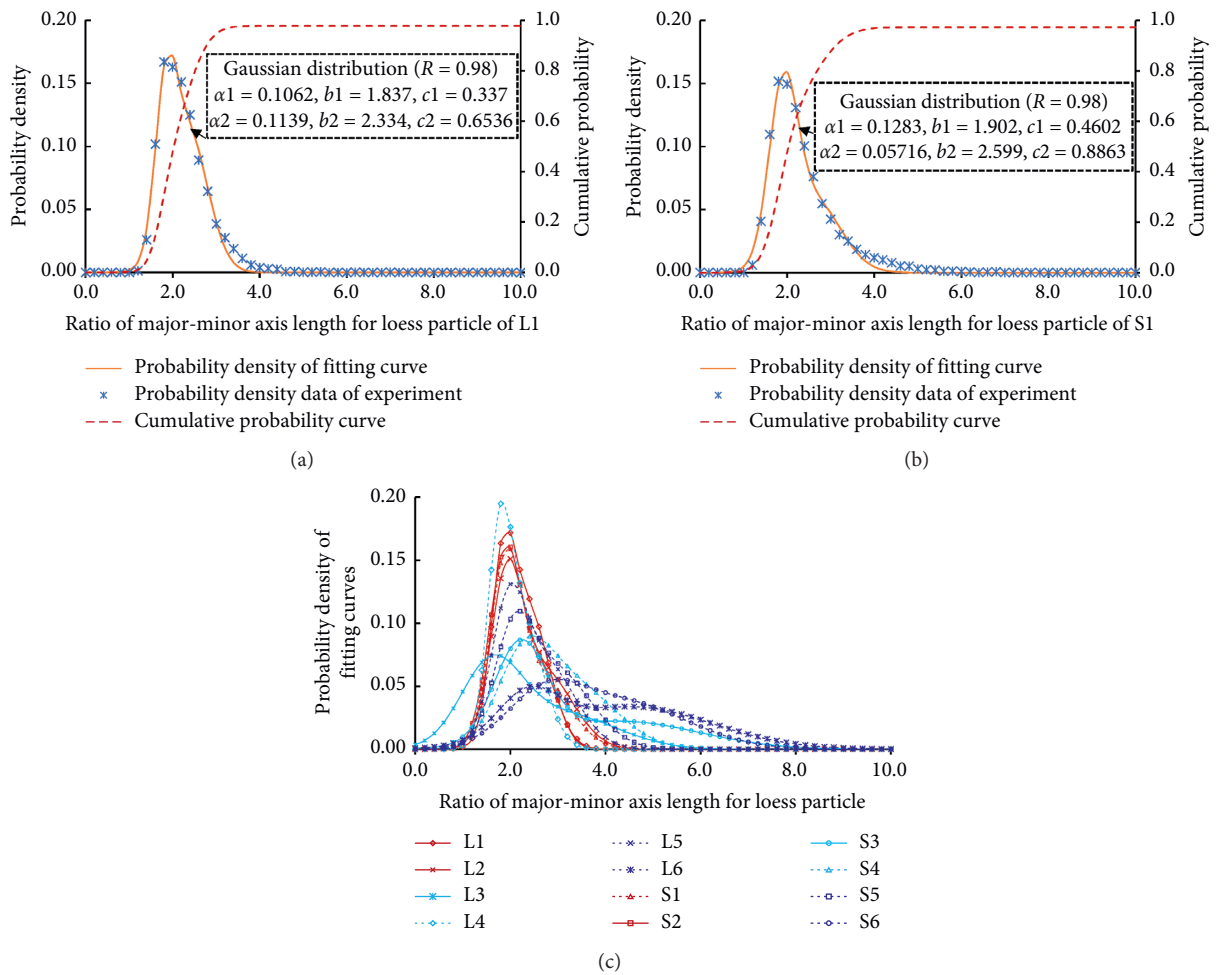 0.20
0.15
0.10
0.05
0.00
Probability density
1.0
0.8
0.6
0.4
0.2
0.0
Cumulative probability
Gaussian distribution (R = 0.98)
α1 = 0.1062, b1 = 1.837, c1 = 0.337
α2 = 0.1139, b2 = 2.334, c2 = 0.6536
0.0 2.0 4.0 6.0 8.0 10.0
Ratio of major-minor axis length for loess particle of L1
Probability density of fitting curve
Probability density data of experiment
Cumulative probability curve
(a)
0.20
0.15
0.10
0.05
0.00
Probability density
1.0
0.8
0.6
0.4
0.2
0.0
Cumulative probability
Gaussian distribution (R = 0.98)
α1 = 0.1283, b1 = 1.902, c1 = 0.4602
α2 = 0.05716, b2 = 2.599, c2 = 0.8863
0.0 2.0 4.0 6.0 8.0 10.0
Ratio of major-minor axis length for loess particle of S1
Probability density of fitting curve
Probability density data of experiment
Cumulative probability curve
(b)
0.20
0.15
0.10
0.05
0.00
Probability density of
fitting curves
0.0 2.0 4.0 6.0 8.0 10.0
Ratio of major-minor axis length for loess particle
L1 L5 S3
L2 L6 S4
L3 S1 S5
L4 S2 S6
(c)